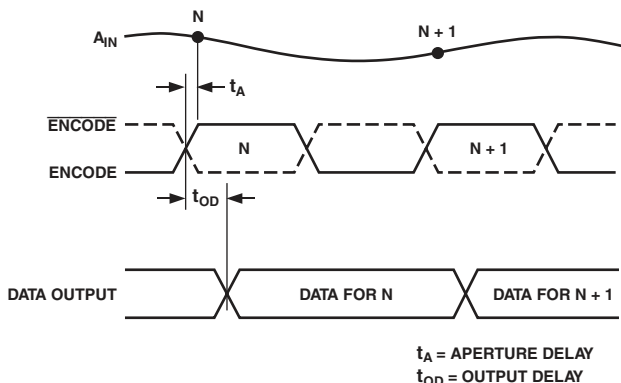 N
A_IN
N + 1
t_A
ENCODE
N
N + 1
ENCODE
t_OD
DATA OUTPUT
DATA FOR N
DATA FOR N + 1
t_A = APERTURE DELAY
t_OD = OUTPUT DELAY